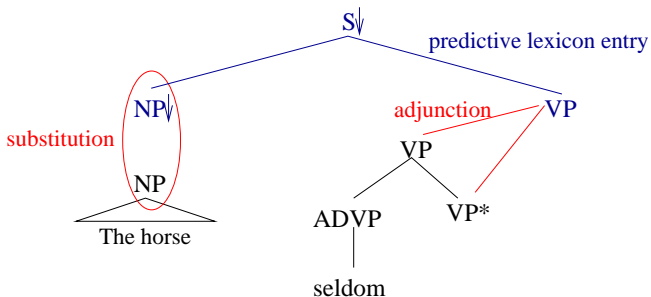 S↓
predictive lexicon entry
NP↓
adjunction
VP
substitution
VP
NP
ADVP
VP*
The horse
seldom